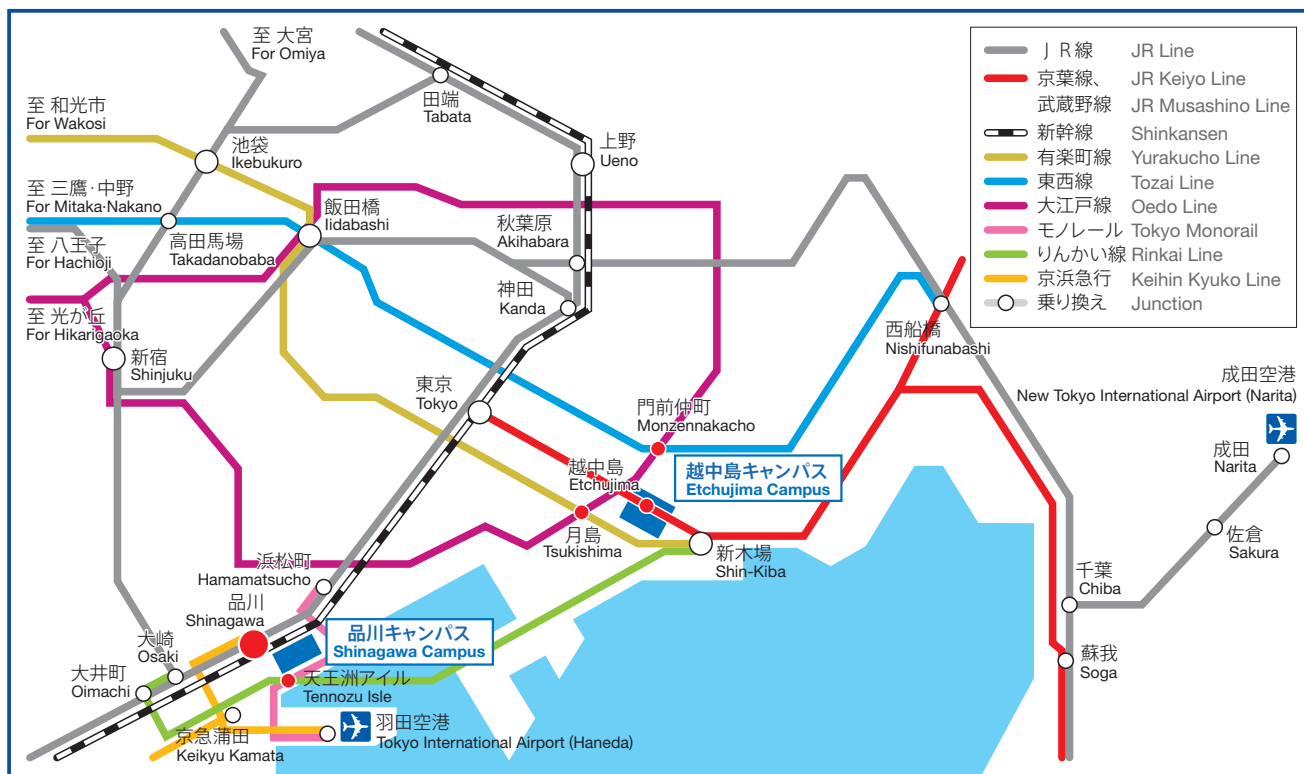 至 大宮
For Omiya
田端
Tabata
至 和光市
For Wakosi
池袋
Ikebukuro
上野
Ueno
至 三鷹・中野
For Mitaka·Nakano
飯田橋
Iidabashi
高田馬場
Takadanobaba
秋葉原
Akihabara
至 八王子
For Hachioji
神田
Kanda
至 光が丘
For Hikarigaoka
新宿
Shinjuku
東京
Tokyo
西船橋
Nishifunabashi
門前仲町
Monzennakacho
越中島
Etchujima
越中島キャンパス
Etchujima Campus
月島
Tsukishima
新木場
Shin-Kiba
成田空港
New Tokyo International Airport (Narita)
成田
Narita
佐倉
Sakura
千葉
Chiba
蘇我
Soga
浜松町
Hamamatsucho
品川
Shinagawa
品川キャンパス
Shinagawa Campus
大崎
Osaki
大井町
Oimachi
天王洲アイル
Tennozu Isle
京急蒲田
Keikyu Kamata
羽田空港
Tokyo International Airport (Haneda)
ＪＲ線 JR Line
京葉線、 JR Keiyo Line
武蔵野線 JR Musashino Line
新幹線 Shinkansen
有楽町線 Yurakucho Line
東西線 Tozai Line
大江戸線 Oedo Line
モノレール Tokyo Monorail
りんかい線 Rinkai Line
京浜急行 Keihin Kyuko Line
乗り換え Junction